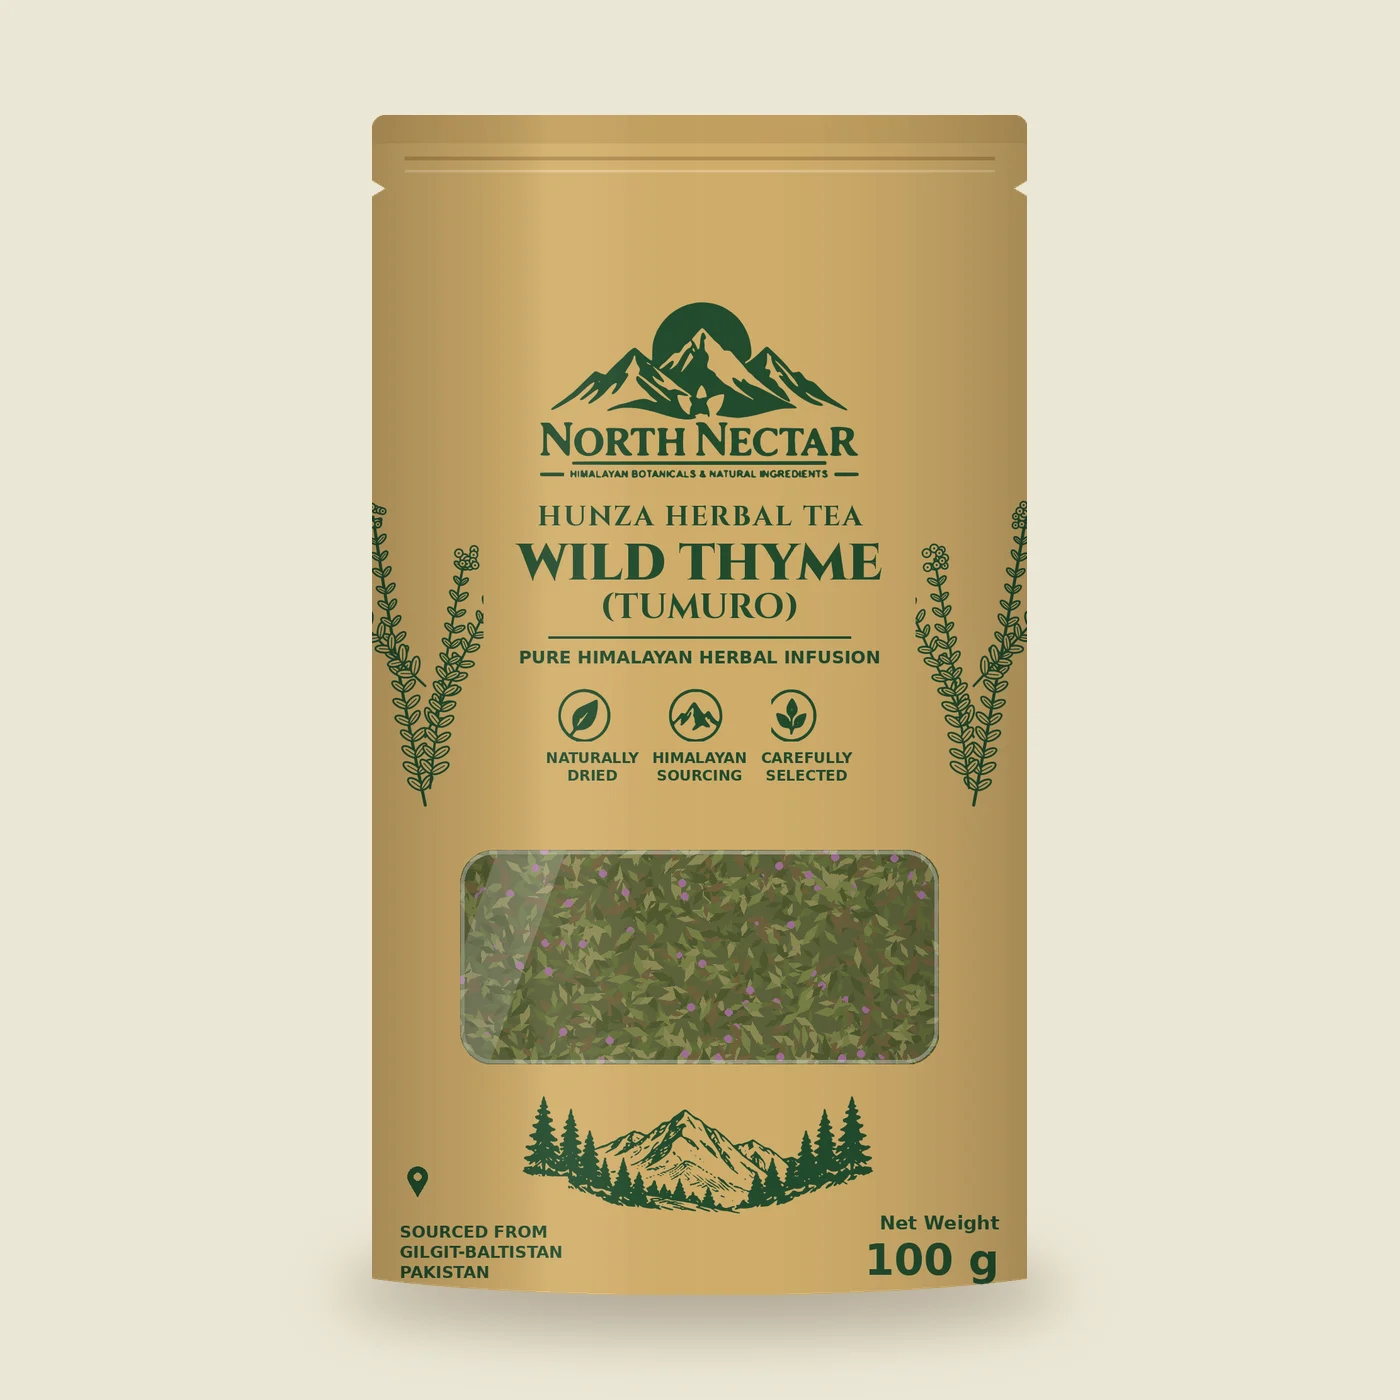 NORTH NECTAR
HIMALAYAN BOTANICALS & NATURAL INGREDIENTS
HUNZA HERBAL TEA
WILD THYME
(TUMURO)
PURE HIMALAYAN HERBAL INFUSION
NATURALLY DRIED
HIMALAYAN SOURCING
CAREFULLY SELECTED
SOURCED FROM
GILGIT-BALTISTAN
PAKISTAN
Net Weight
100 g